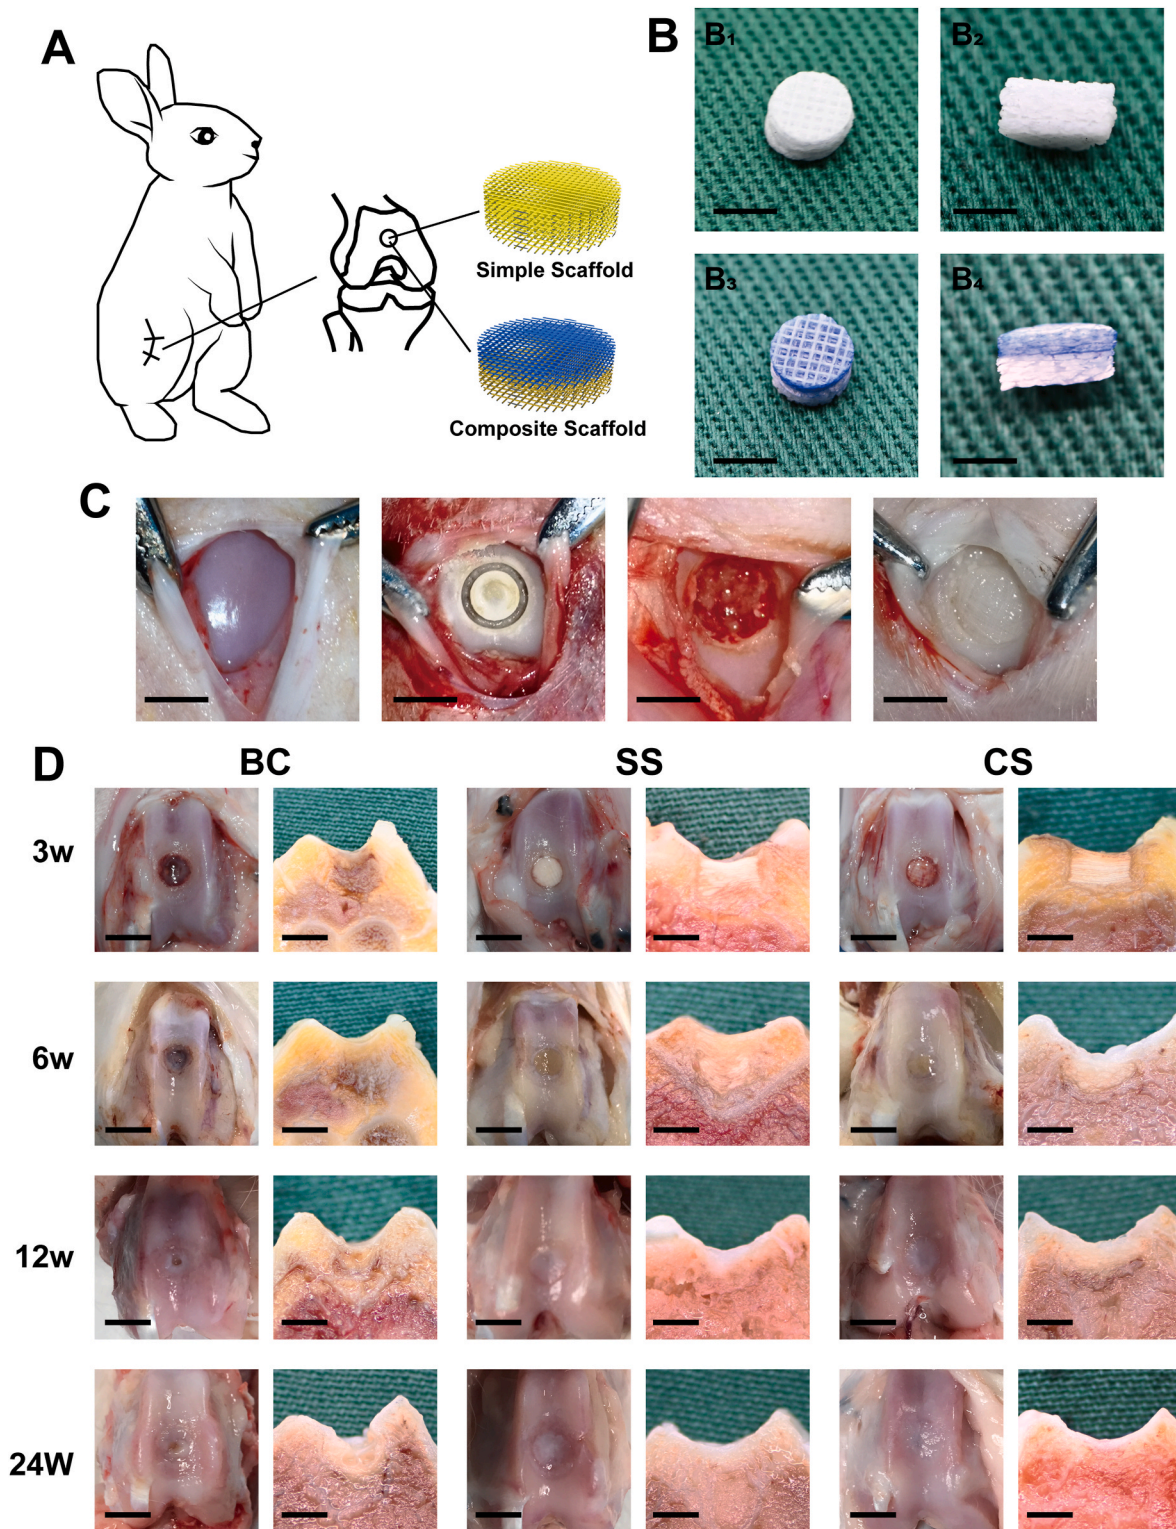 A
Simple Scaffold
Composite Scaffold
B
B₁
B₂
B₃
B₄
C
D
BC
SS
CS
3w
6w
12w
24W